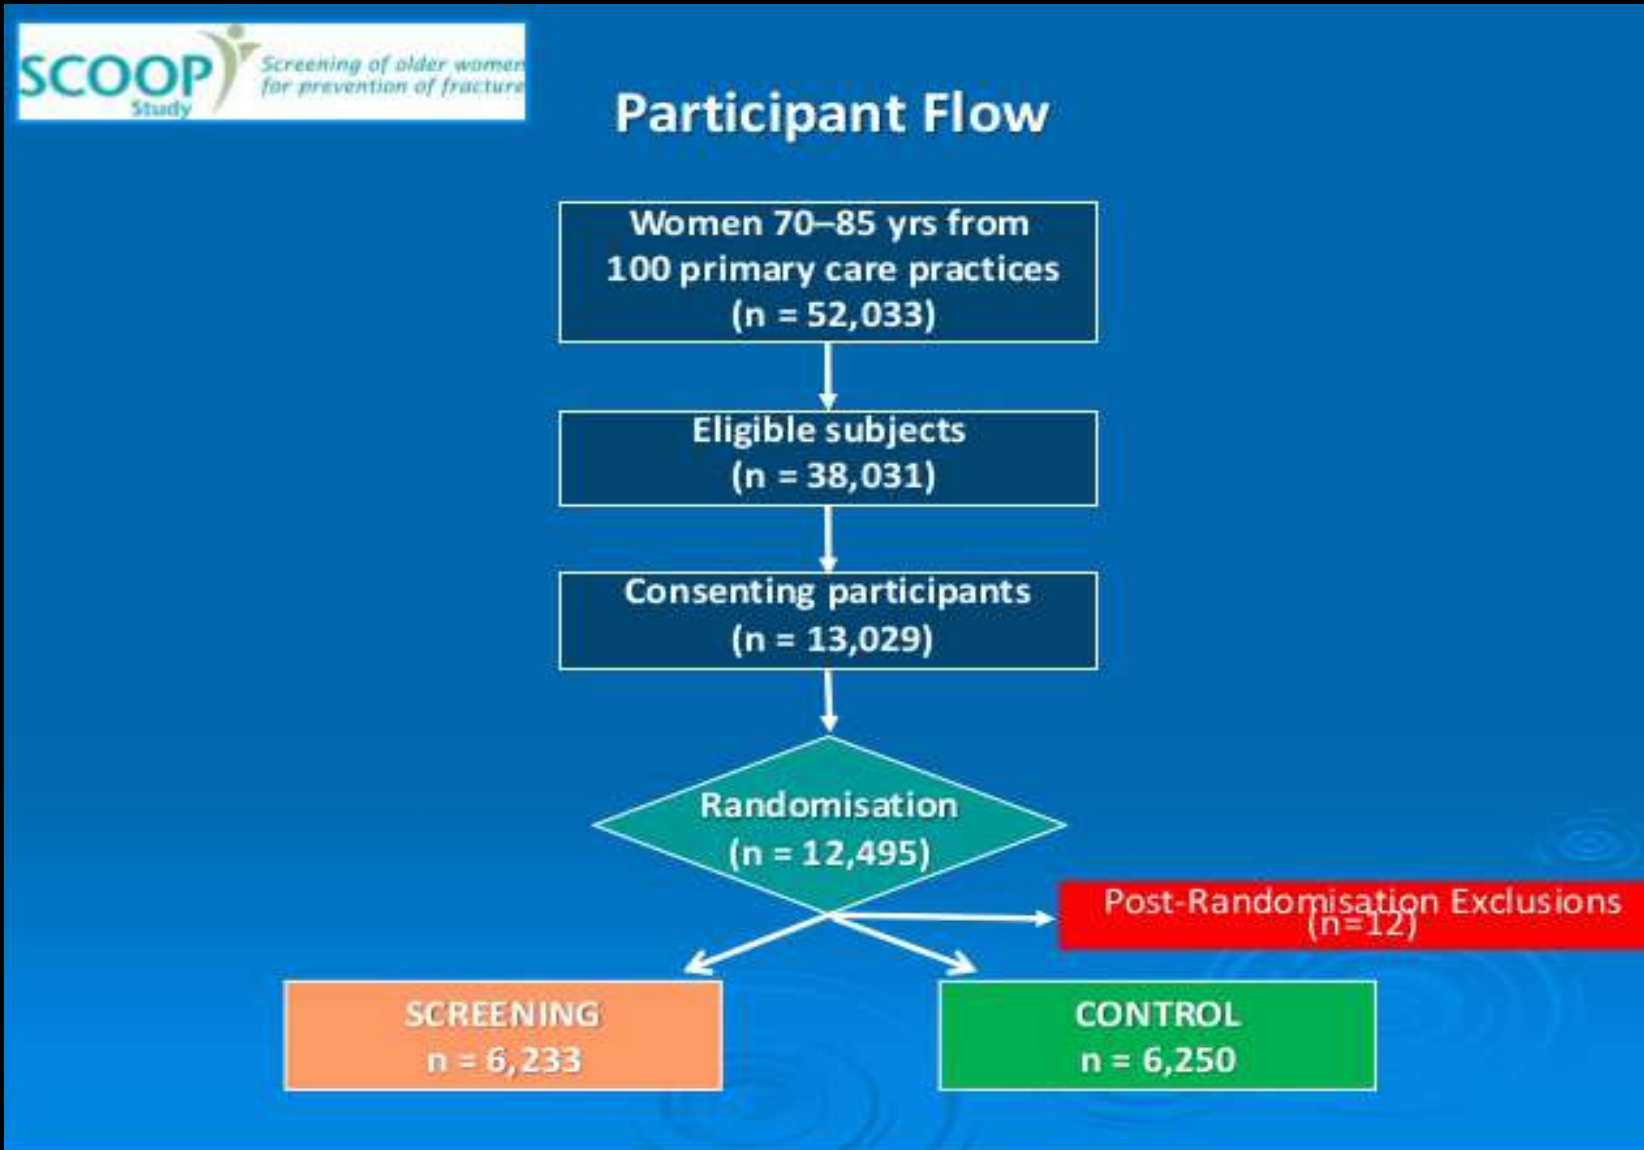 SCOOP
Study
Screening of older women
for prevention of fracture
Participant Flow
Women 70–85 yrs from
100 primary care practices
(n = 52,033)
Eligible subjects
(n = 38,031)
Consenting participants
(n = 13,029)
Randomisation
(n = 12,495)
Post-Randomisation Exclusions
(n=12)
SCREENING
n = 6,233
CONTROL
n = 6,250